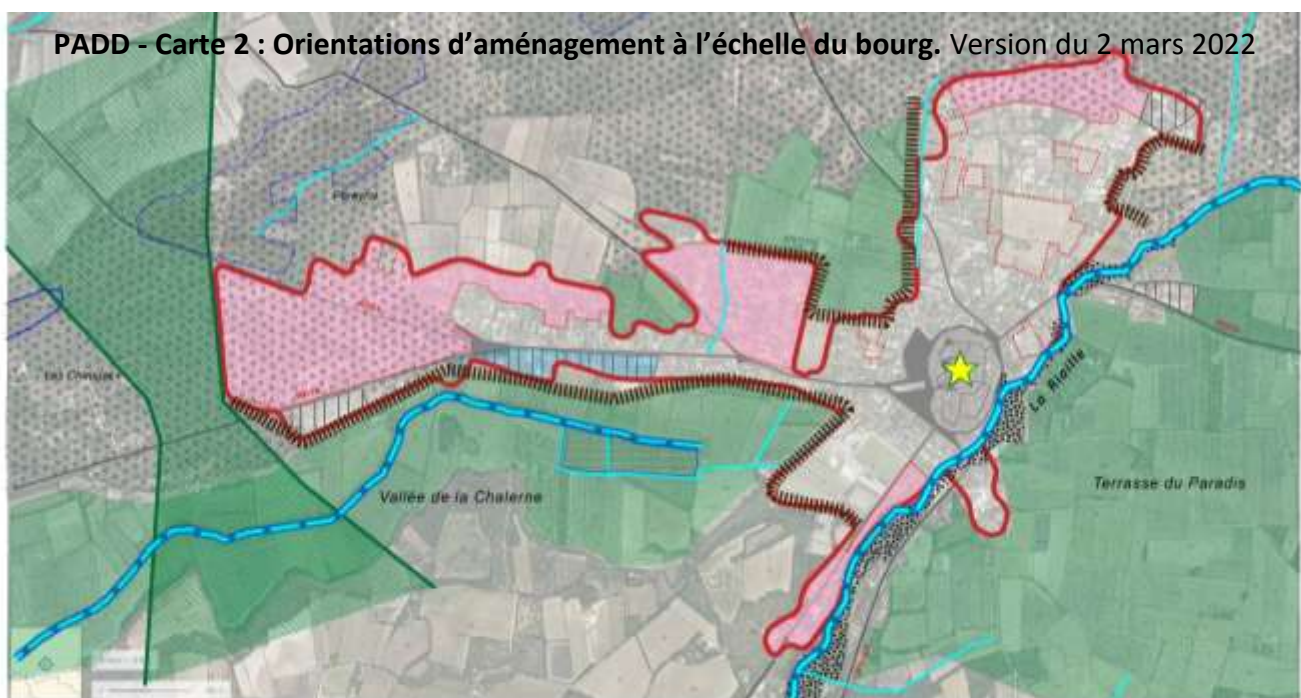 PADD - Carte 2 : Orientations d’aménagement à l’échelle du bourg. Version du 2 mars 2022
La Riaille
Terrasse du Paradis
Vallée de la Chalerne